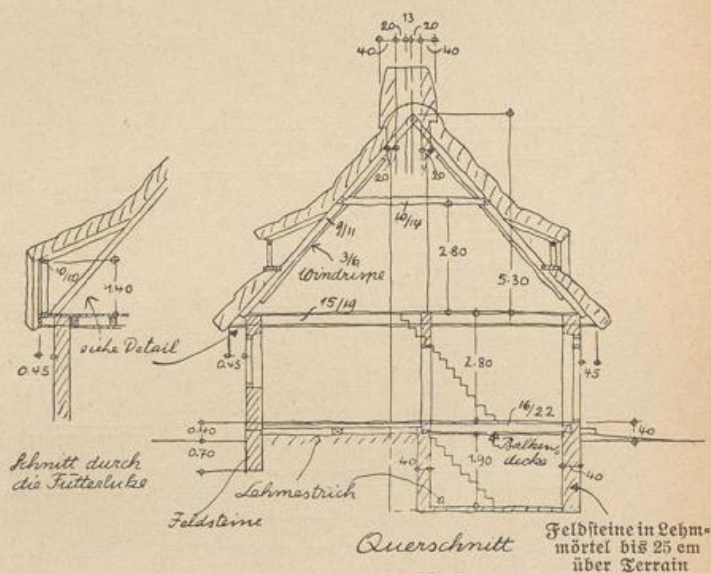 13
20 20
40 40
20 20
10/14
9/11
3/8
Windrispe
2.80
5.30
10/10
1.40
15/19
siehe Detail
0.45
0.45
45
2.80
16/22
0.40
0.70
40
Balken,
decke
1.90
40
40
Schnitt durch
die Futterluke
Lehmestrich
Feldsteine
Querschnitt
Feldsteine in Lehm=
mörtel bis 25 cm
über Terrain